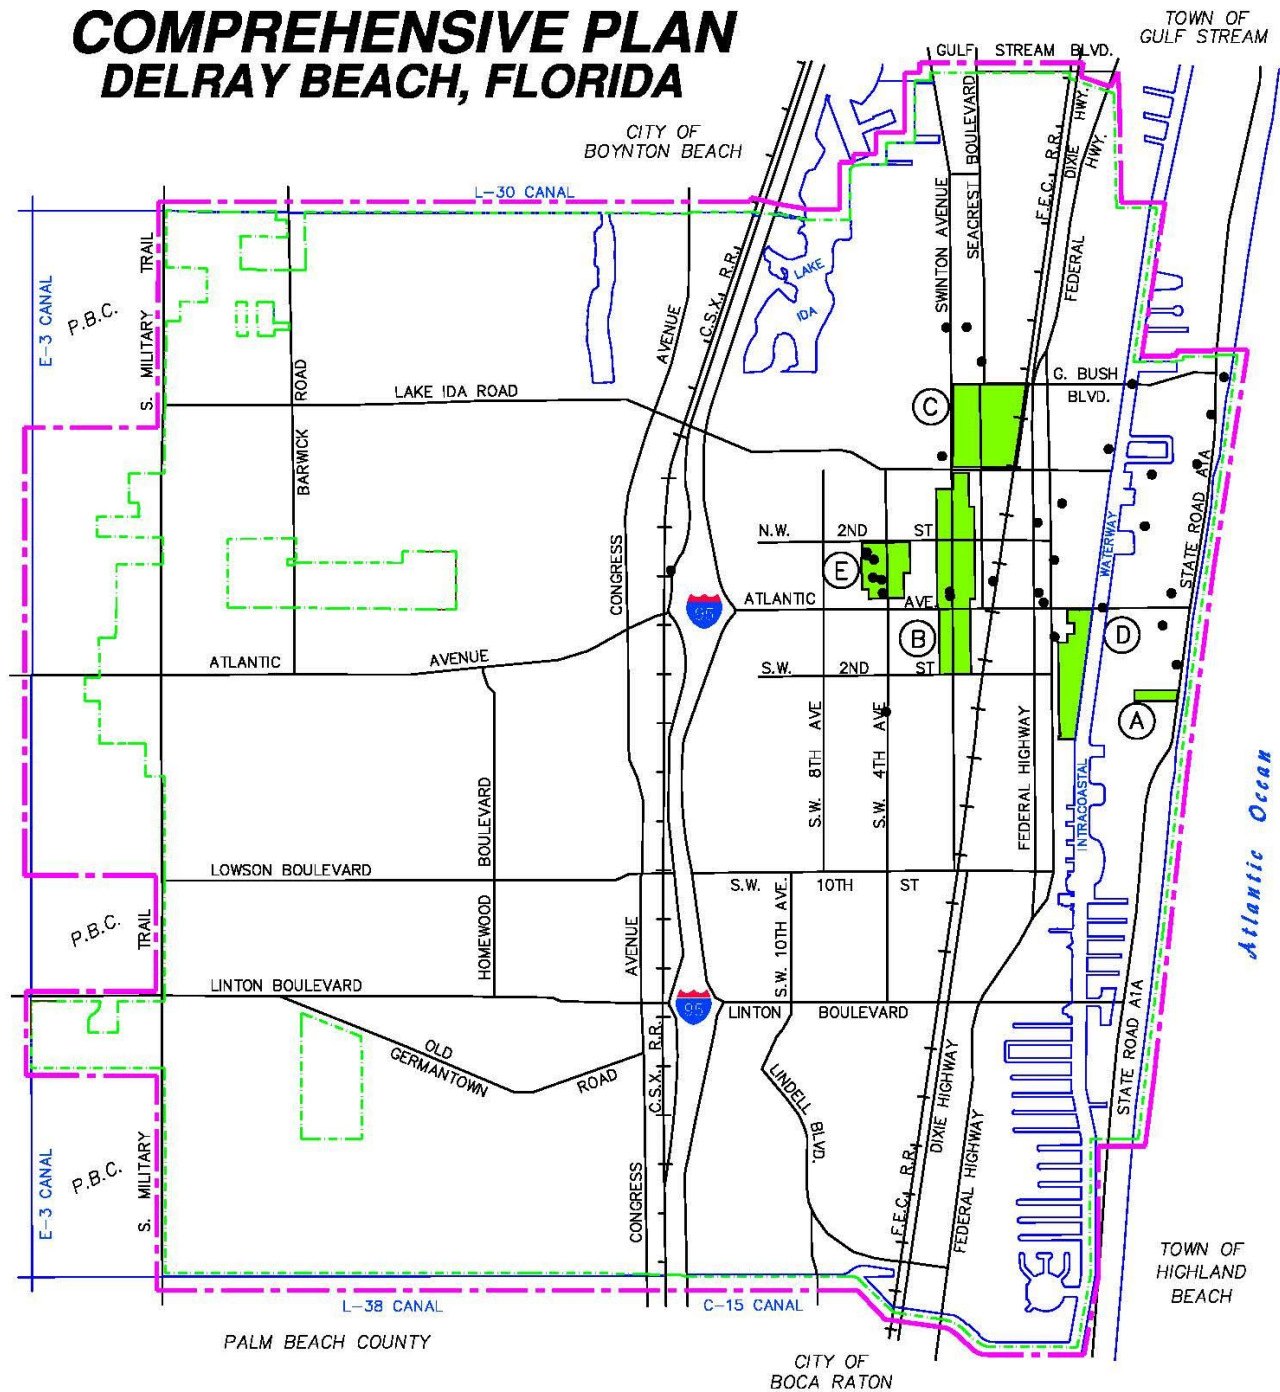 COMPREHENSIVE PLAN
DELRAY BEACH, FLORIDA
TOWN OF
GULF STREAM
GULF STREAM BLVD.
CITY OF
BOYNTON BEACH
L-30 CANAL
E-3 CANAL
P.B.C.
S. MILITARY TRAIL
BARWICK ROAD
LAKE IDA ROAD
CONGRESS AVENUE
C.S.X. R.R.
LAKE
IDA
SWINTON AVENUE
SEACREST BOULEVARD
F.E.C. R.R.
DIXIE HWY.
FEDERAL HWY.
G. BUSH
BLVD.
C
N.W. 2ND ST
E
ATLANTIC AVE.
B
D
A
S.W. 2ND ST
95
WATERWAY
STATE ROAD A1A
ATLANTIC AVENUE
S.W. 8TH AVE
S.W. 4TH AVE
FEDERAL HIGHWAY
INTRACOASTAL
Atlantic Ocean
HOMEWOOD BOULEVARD
LOWSON BOULEVARD
S.W. 10TH ST
S.W. 10TH AVE.
P.B.C.
TRAIL
AVENUE
LINTON BOULEVARD
95
LINTON BOULEVARD
OLD
GERMANTOWN
ROAD
C.S.X. R.R.
LINDELL BLVD.
DIXIE HIGHWAY
FEDERAL HIGHWAY
F.E.C. R.R.
STATE ROAD A1A
E-3 CANAL
P.B.C.
S. MILITARY
CONGRESS
TOWN OF
HIGHLAND
BEACH
L-38 CANAL
C-15 CANAL
PALM BEACH COUNTY
CITY OF
BOCA RATON